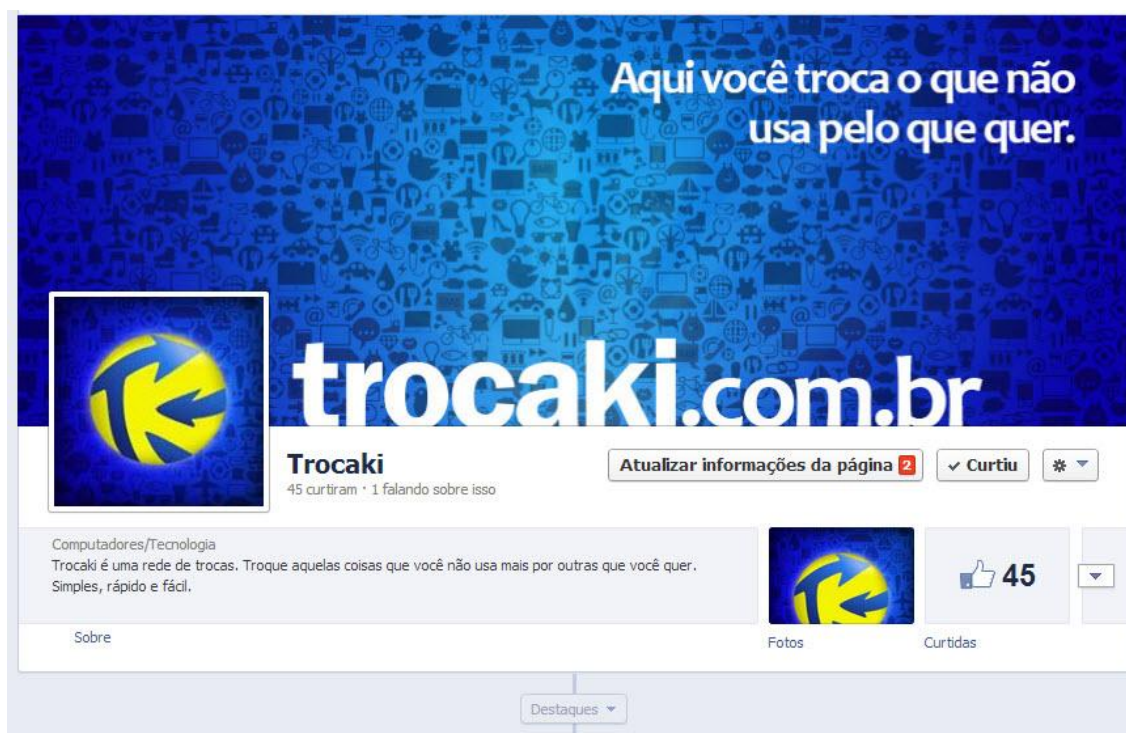 Aqui você troca o que não
usa pelo que quer.
trocaki.com.br
Trocaki
45 curtiram · 1 falando sobre isso
Atualizar informações da página 2
Curtiu
Computadores/Tecnologia
Trocaki é uma rede de trocas. Troque aquelas coisas que você não usa mais por outras que você quer.
Simples, rápido e fácil.
45
Sobre
Fotos
Curtidas
Destaques